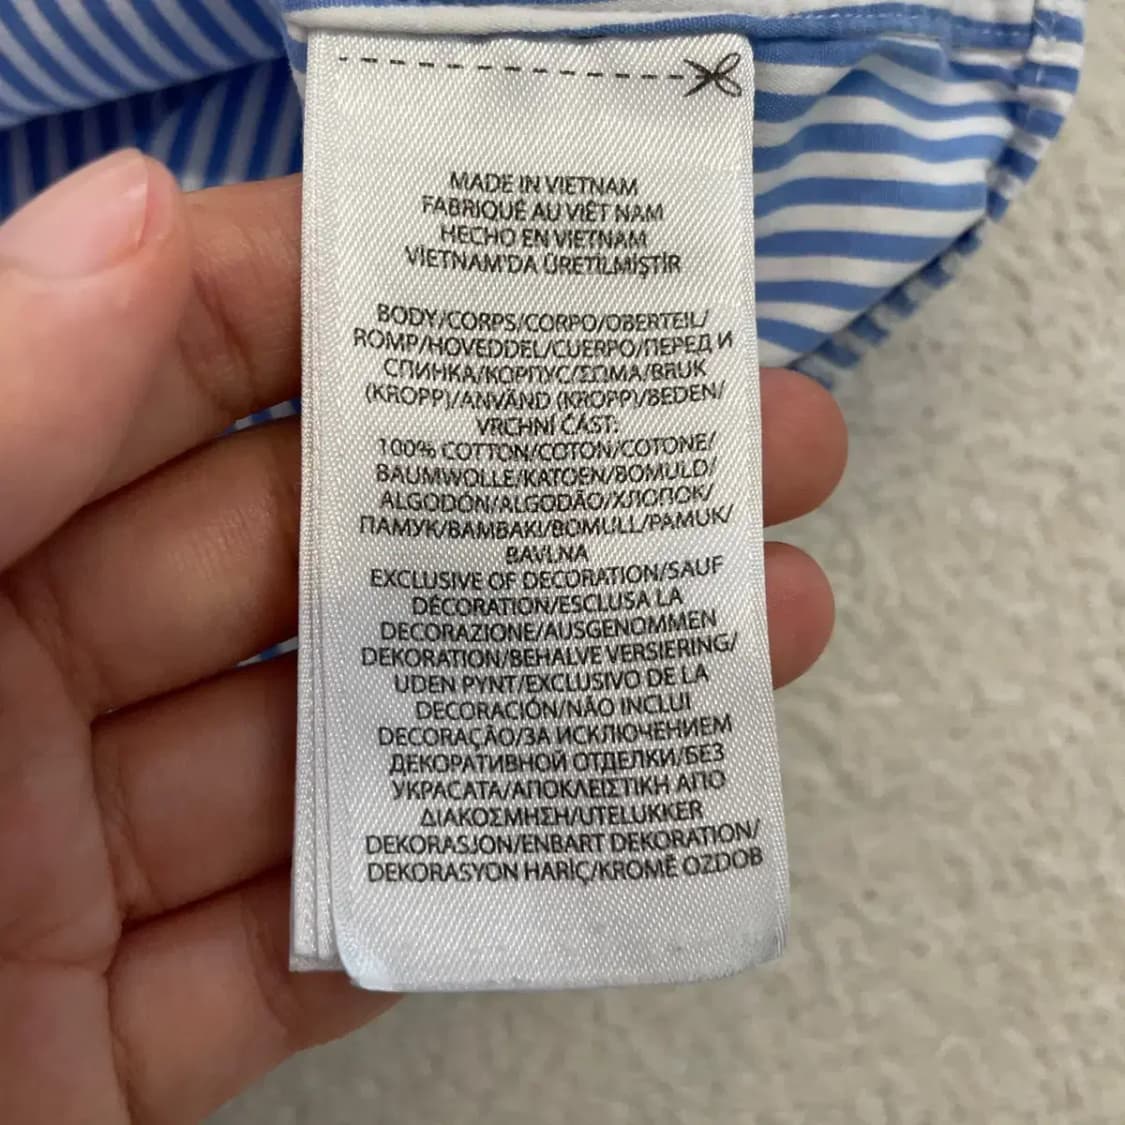 MADE IN VIETNAM
FABRIQUÉ AU VIÊT NAM
HECHO EN VIETNAM
VİETNAM'DA ÜRETİLMİŞTİR
BODY/CORPS/CORPO/OBERTEIL/
ROMP/HOVEDDEL/CUERPO/ПЕРЕД И
СПИНКА/КОРПУС/ΣΩΜΑ/BRUK
(KROPP)/ANVÄND (KROPP)/BEDEN/
VRCHNÍ ČÁST:
100% COTTON/COTON/COTONE/
BAUMWOLLE/KATOEN/BOMULD/
ALGODÓN/ALGODÃO/ХЛОПОК/
ПАМУК/ΒΑΜΒΑΚΙ/BOMULL/PAMUK/
BAVLNA
EXCLUSIVE OF DECORATION/SAUF
DÉCORATION/ESCLUSA LA
DECORAZIONE/AUSGENOMMEN
DEKORATION/BEHALVE VERSIERING/
UDEN PYNT/EXCLUSIVO DE LA
DECORACIÓN/NÃO INCLUI
DECORAÇÃO/ЗА ИСКЛЮЧЕНИЕМ
ДЕКОРАТИВНОЙ ОТДЕЛКИ/БЕЗ
УКРАСАТА/ΑΠΟΚΛΕΙΣΤΙΚΗ ΑΠΟ
ΔΙΑΚΟΣΜΗΣΗ/UTELUKKER
DEKORASJON/ENBART DEKORATION/
DEKORASYON HARİÇ/KROMĚ OZDOB